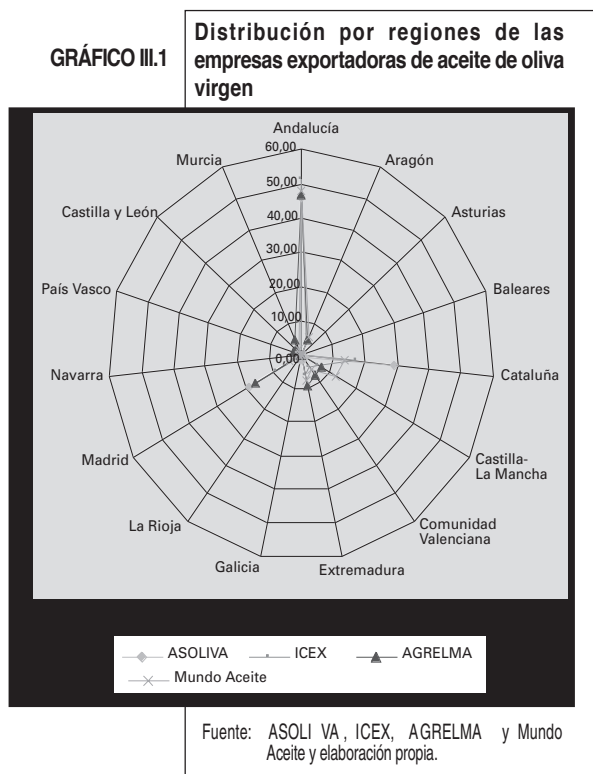 GRÁFICO III.1
Distribución por regiones de las
empresas exportadoras de aceite de oliva
virgen
Andalucía
60,00
Murcia
Aragón
50,00
Castilla y León
Asturias
40,00
30,00
País Vasco
Baleares
20,00
10,00
0,00
Navarra
Cataluña
Madrid
Castilla-
La Mancha
La Rioja
Comunidad
Valenciana
Galicia
Extremadura
ASOLIVA ICEX AGRELMA
Mundo Aceite
Fuente: ASOLI VA , ICEX, A GRELMA y Mundo
Aceite y elaboración propia.